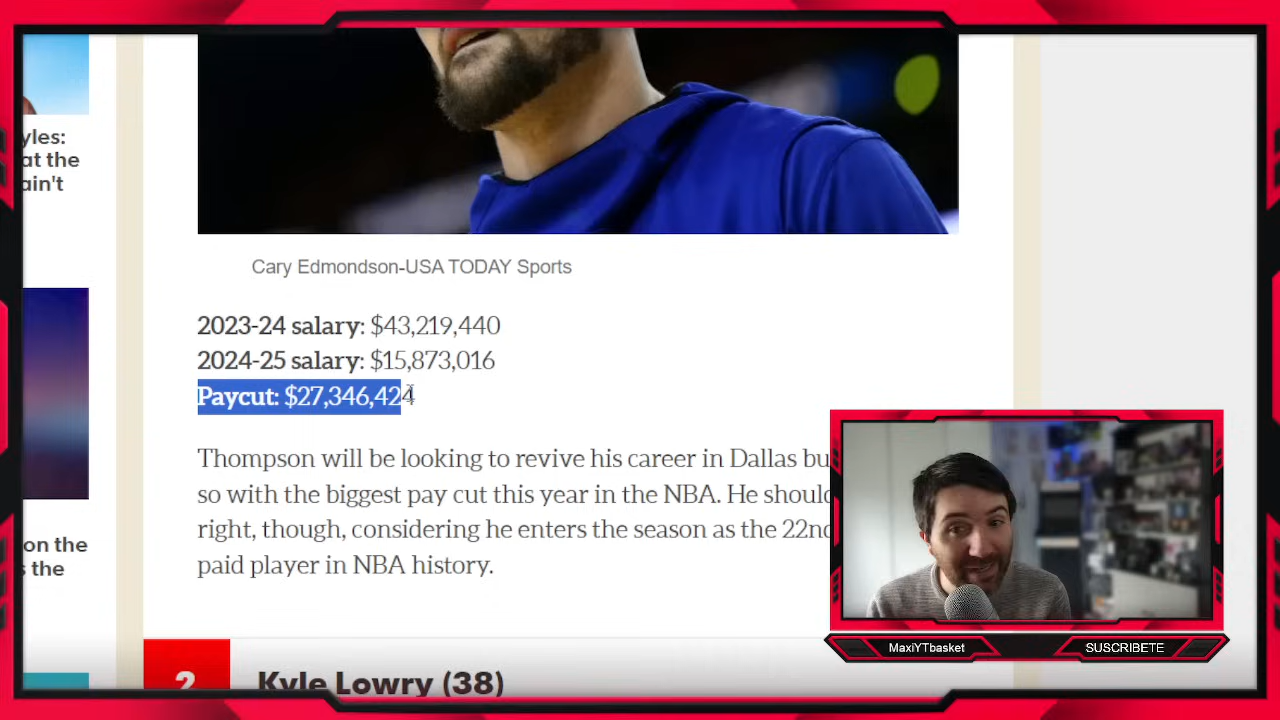 yles:
at the
ain't
Cary Edmondson-USA TODAY Sports
2023-24 salary: $43,219,440
2024-25 salary: $15,873,016
Paycut: $27,346,424
Thompson will be looking to revive his career in Dallas bu
so with the biggest pay cut this year in the NBA. He should
right, though, considering he enters the season as the 22nd
paid player in NBA history.
on the
s the
2 Kyle Lowry (38)
MaxiYTbasket
SUSCRIBETE